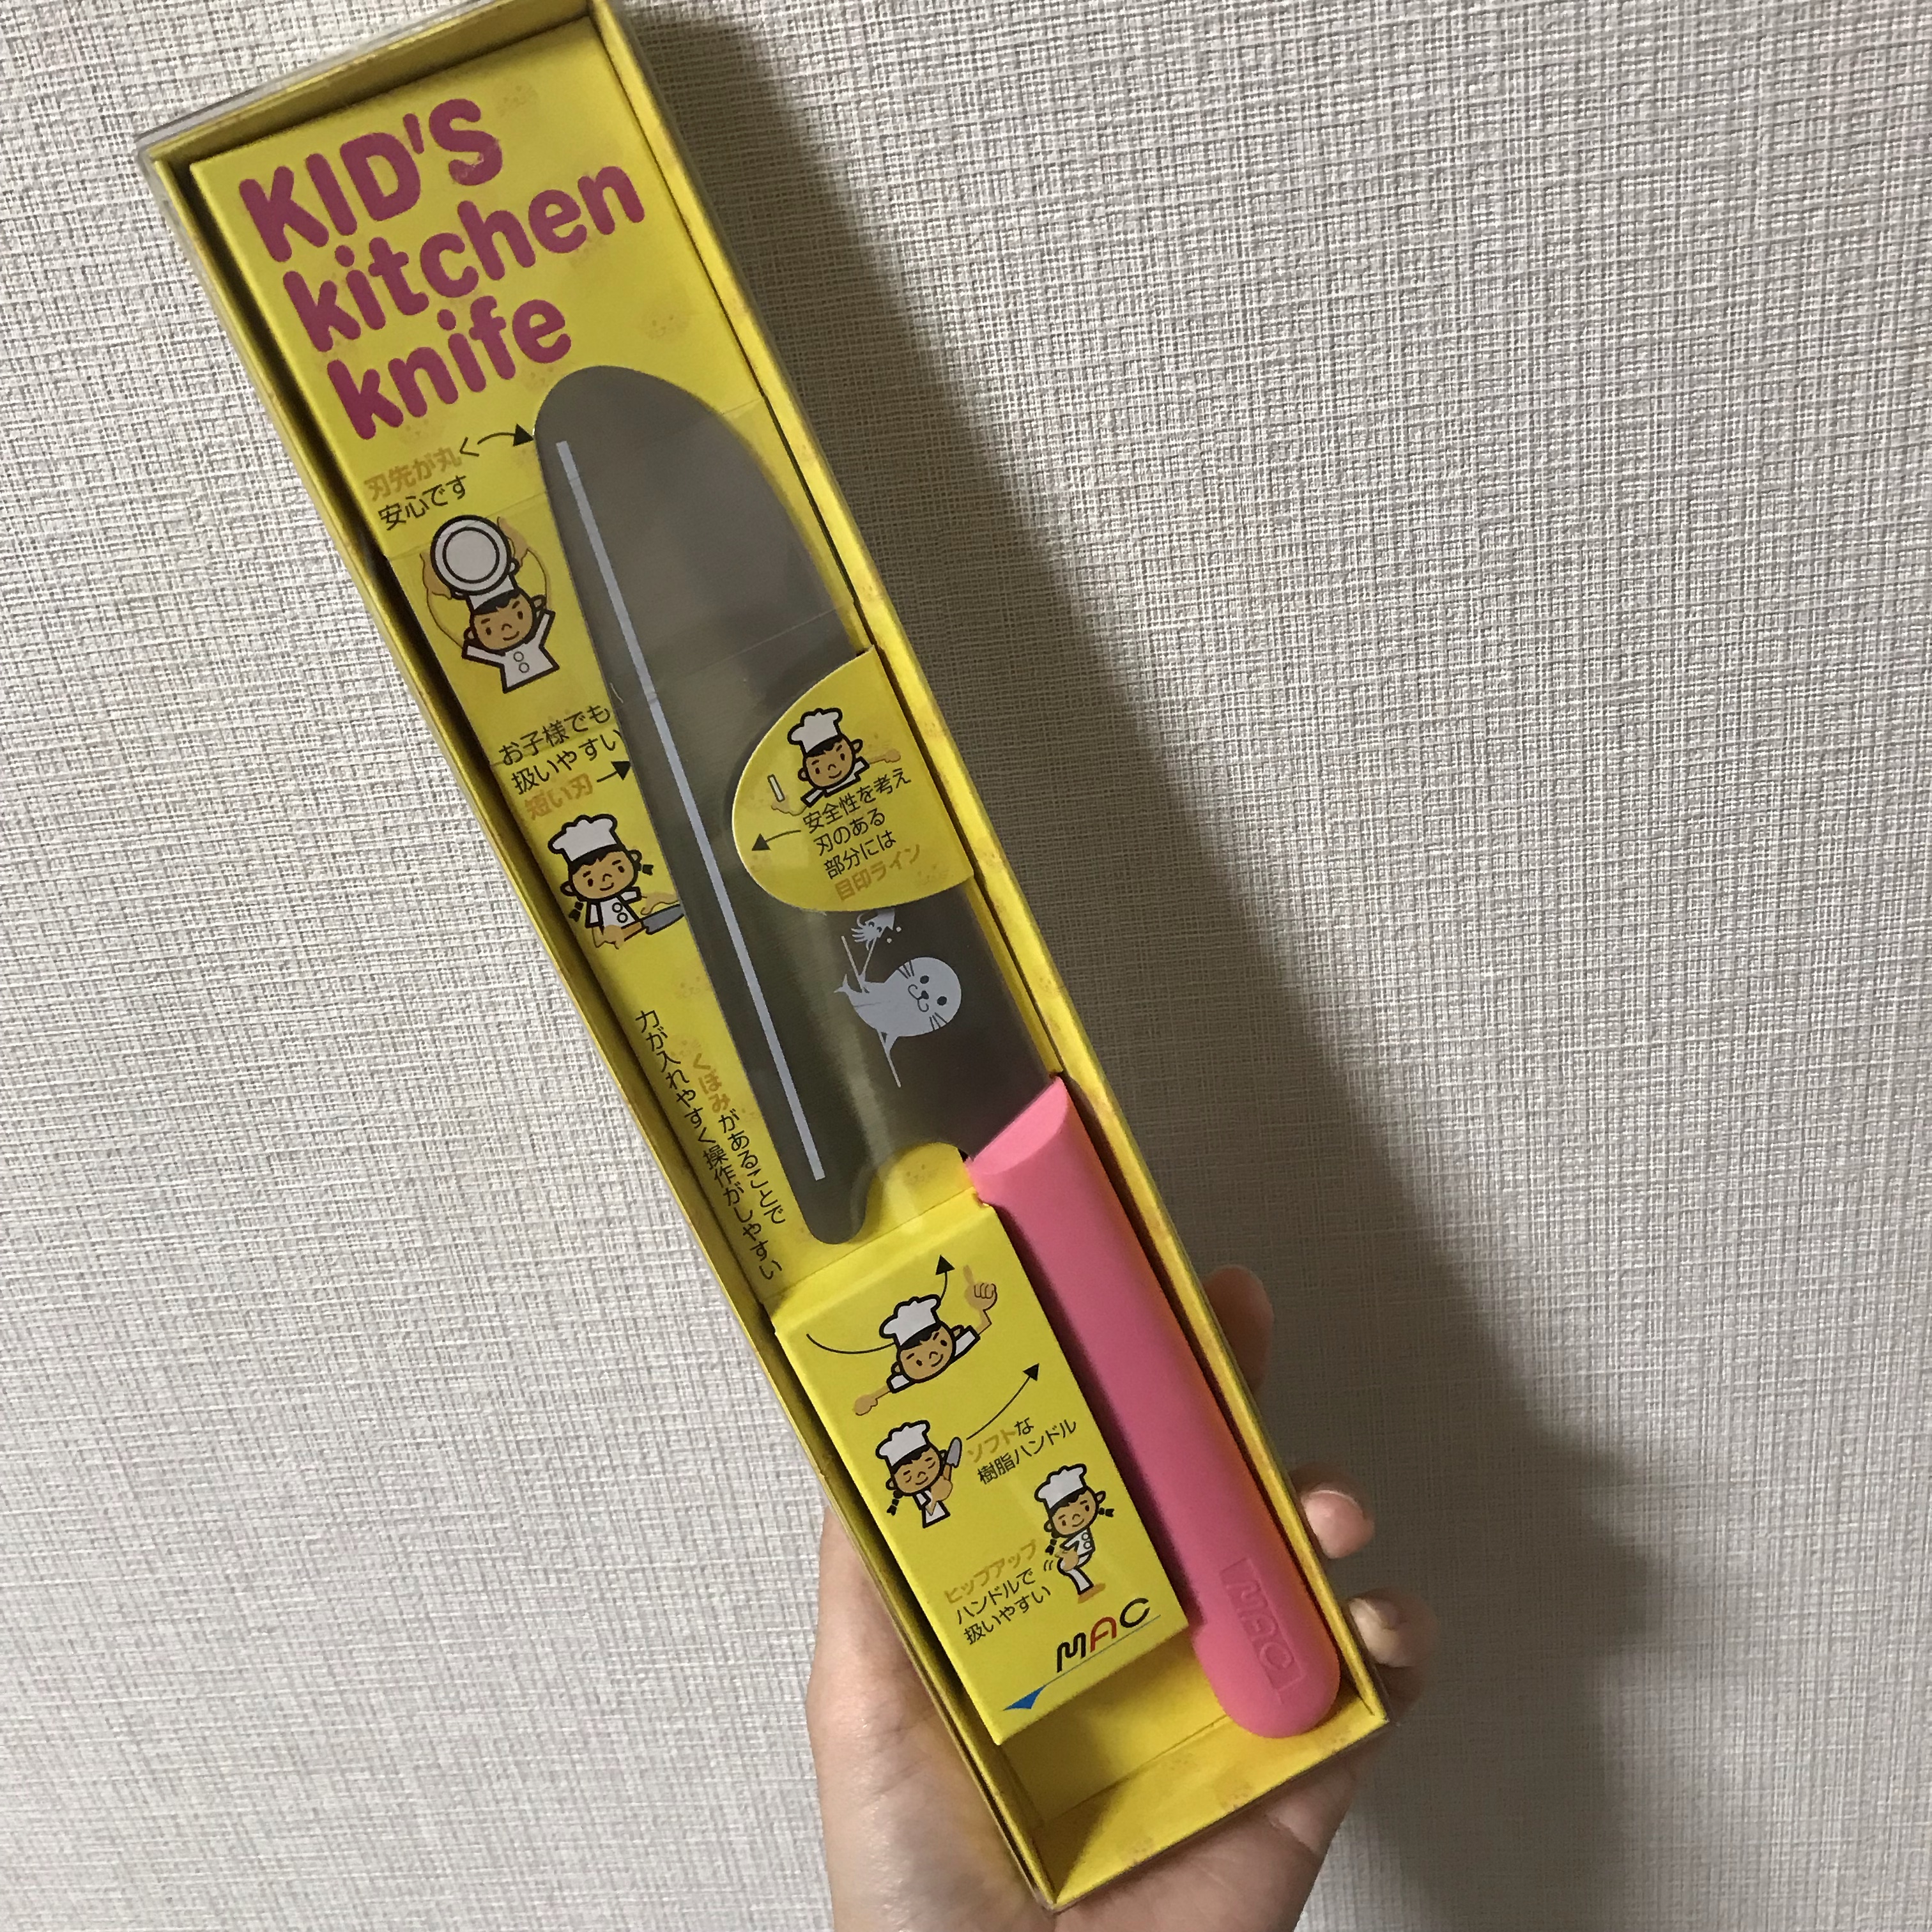 KID'S
kitchen
knife
刃先が丸く
安心です
お子様でも
扱いやすい
短い刃
安全性を考え
刃のある
部分には
目印ライン
くぼみがあることで
力が入れやすく操作がしやすい
ソフトな
樹脂ハンドル
ヒップアップ
ハンドルで
扱いやすい
MAC
MAC